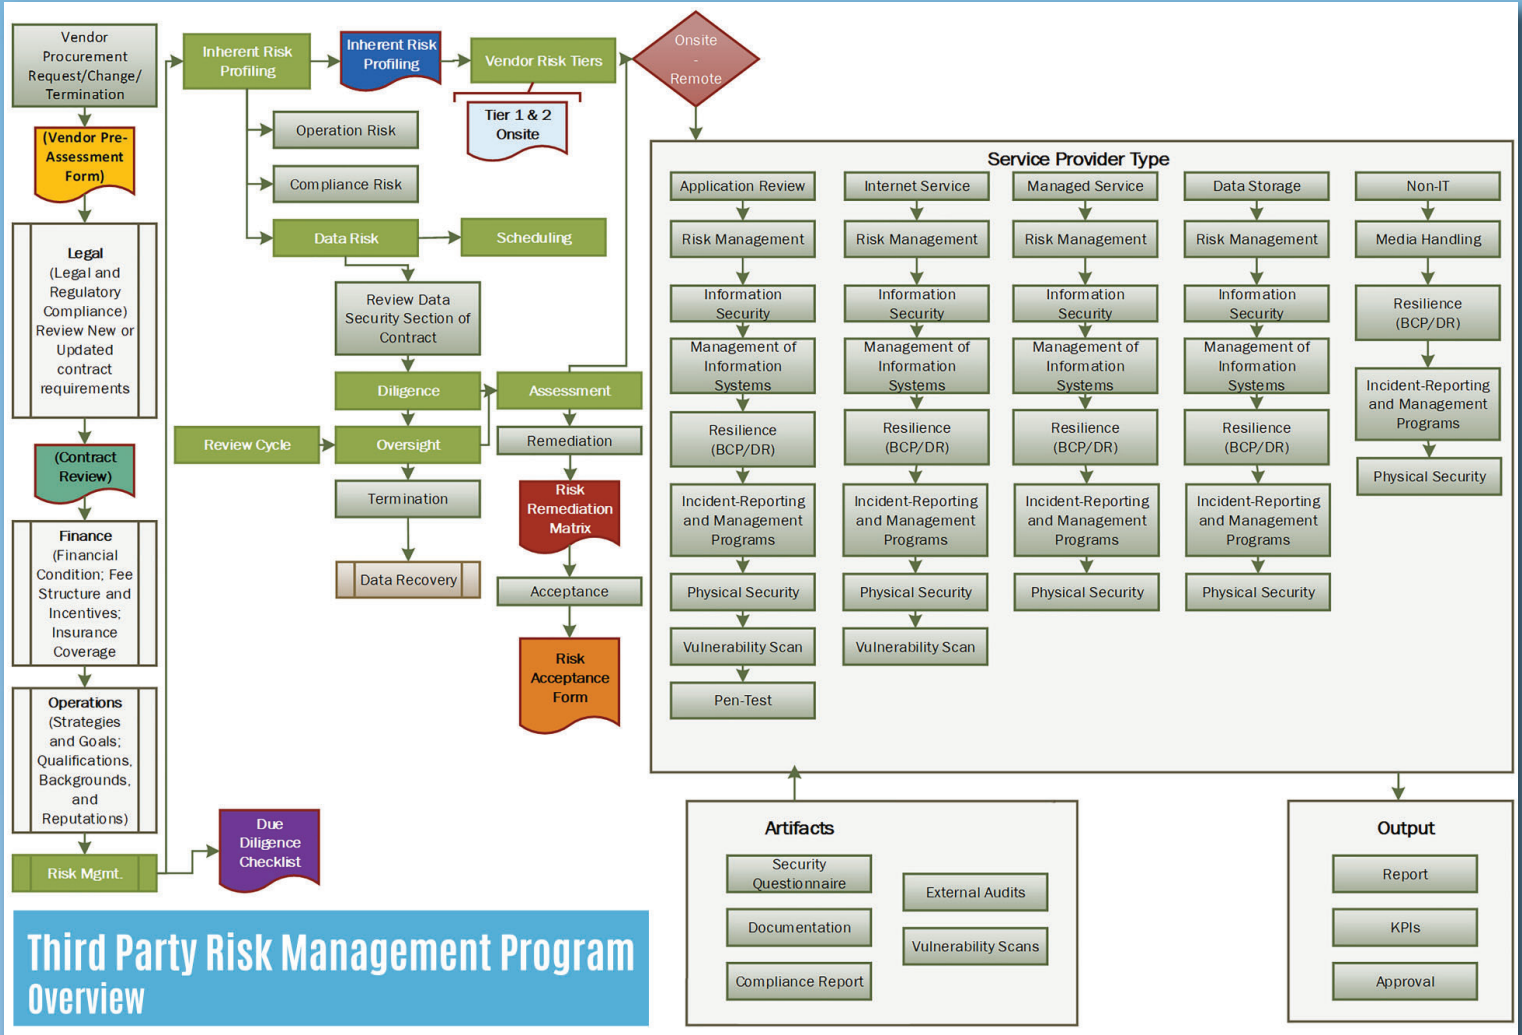 Vendor
Procurement
Request/Change/
Termination
(Vendor Pre-
Assessment
Form)
Legal
(Legal and
Regulatory
Compliance)
Review New or
Updated
contract
requirements
(Contract
Review)
Finance
(Financial
Condition; Fee
Structure and
Incentives;
Insurance
Coverage
Operations
(Strategies
and Goals;
Qualifications,
Backgrounds,
and
Reputations)
Risk Mgmt.
Due
Diligence
Checklist
Inherent Risk
Profiling
Inherent Risk
Profiling
Vendor Risk Tiers
Tier 1 & 2
Onsite
Onsite
-
Remote
Operation Risk
Compliance Risk
Data Risk
Scheduling
Review Data
Security Section of
Contract
Diligence
Assessment
Review Cycle
Oversight
Remediation
Termination
Risk
Remediation
Matrix
Data Recovery
Acceptance
Risk
Acceptance
Form
Service Provider Type
Application Review
Risk Management
Information
Security
Management of
Information
Systems
Resilience
(BCP/DR)
Incident-Reporting
and Management
Programs
Physical Security
Vulnerability Scan
Pen-Test
Internet Service
Risk Management
Information
Security
Management of
Information
Systems
Resilience
(BCP/DR)
Incident-Reporting
and Management
Programs
Physical Security
Vulnerability Scan
Managed Service
Risk Management
Information
Security
Management of
Information
Systems
Resilience
(BCP/DR)
Incident-Reporting
and Management
Programs
Physical Security
Data Storage
Risk Management
Information
Security
Management of
Information
Systems
Resilience
(BCP/DR)
Incident-Reporting
and Management
Programs
Physical Security
Non-IT
Media Handling
Resilience
(BCP/DR)
Incident-Reporting
and Management
Programs
Physical Security
Artifacts
Security
Questionnaire
Documentation
Compliance Report
External Audits
Vulnerability Scans
Output
Report
KPIs
Approval
Third Party Risk Management Program
Overview